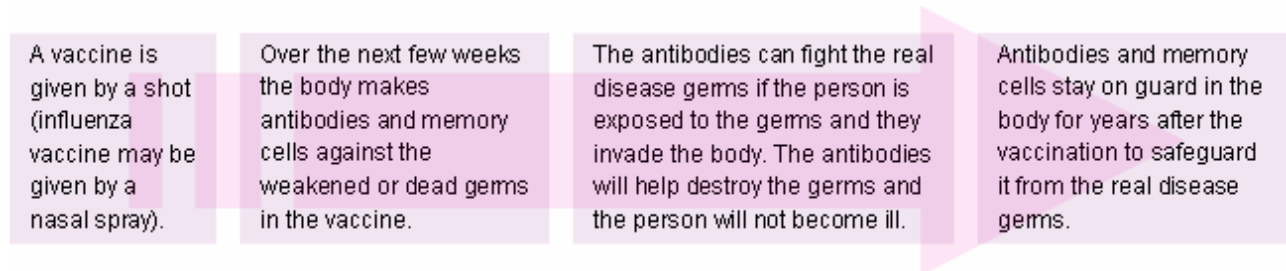 A vaccine is
given by a shot
(influenza
vaccine may be
given by a
nasal spray).
Over the next few weeks
the body makes
antibodies and memory
cells against the
weakened or dead germs
in the vaccine.
The antibodies can fight the real
disease germs if the person is
exposed to the germs and they
invade the body. The antibodies
will help destroy the germs and
the person will not become ill.
Antibodies and memory
cells stay on guard in the
body for years after the
vaccination to safeguard
it from the real disease
germs.